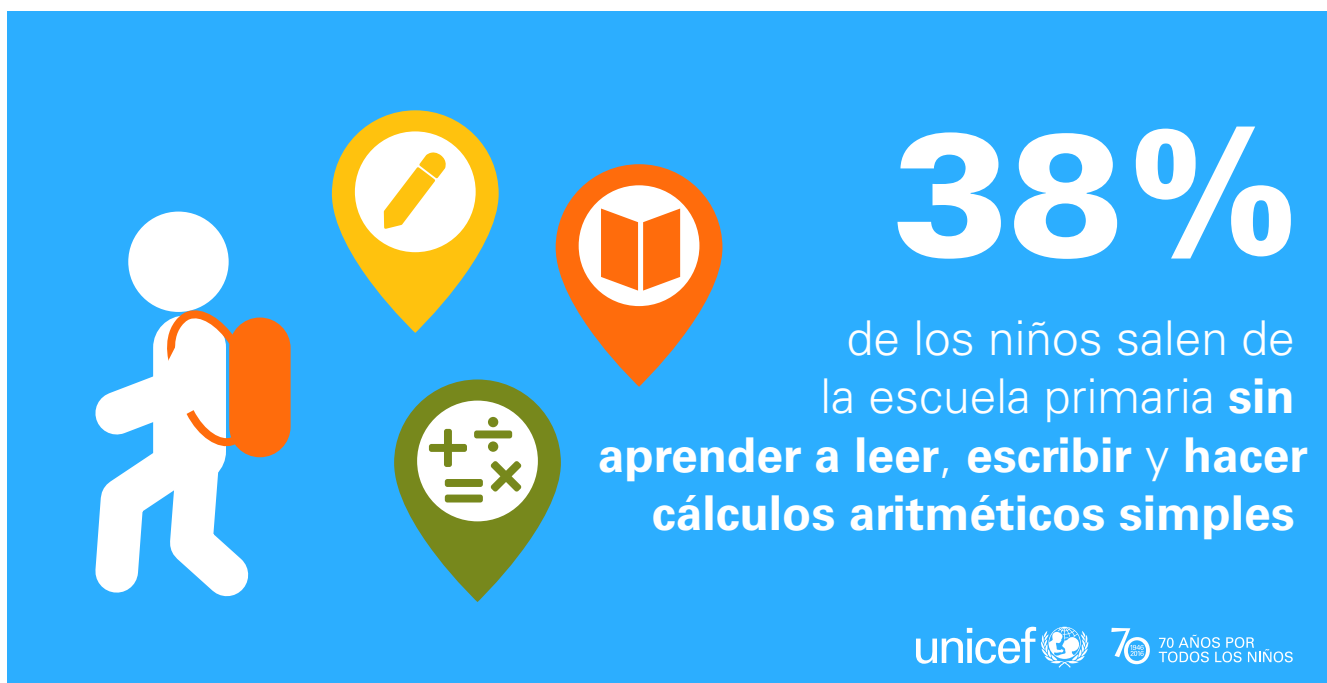 38%
de los niños salen de
la escuela primaria sin
aprender a leer, escribir y hacer
cálculos aritméticos simples
unicef
70
1946
2016
70 AÑOS POR
TODOS LOS NIÑOS